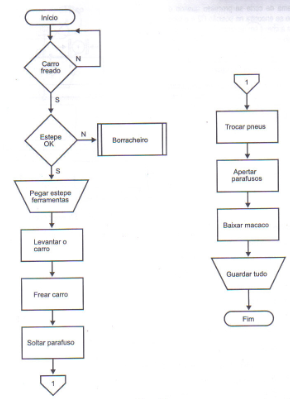 Início
Carro
freado
N
S
Estepe
OK
N
Borracheiro
S
Pegar estepe
ferramentas
Levantar o
carro
Frear carro
Soltar parafuso
1
1
Trocar pneus
Apertar
parafusos
Baixar macaco
Guardar tudo
Fim